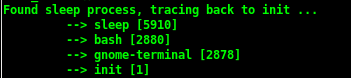 Found sleep process, tracing back to init ...
--> sleep [5910]
--> bash [2880]
--> gnome-terminal [2878]
--> init [1]